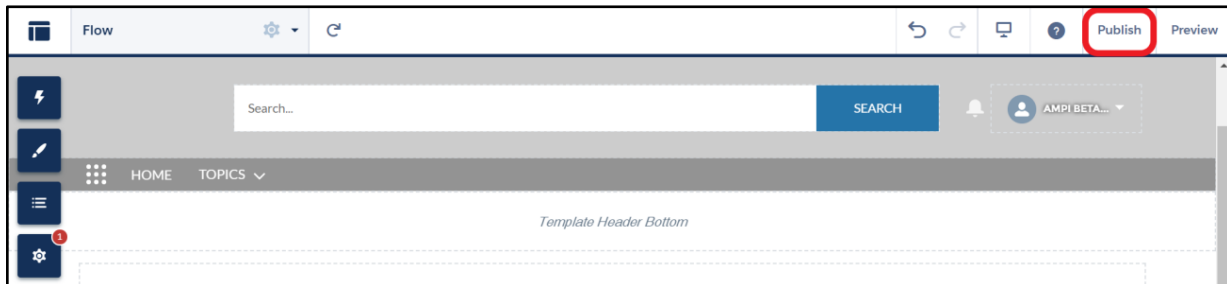 Flow ? Publish Preview
Search... SEARCH AMPI BETA...
HOME TOPICS
1
Template Header Bottom